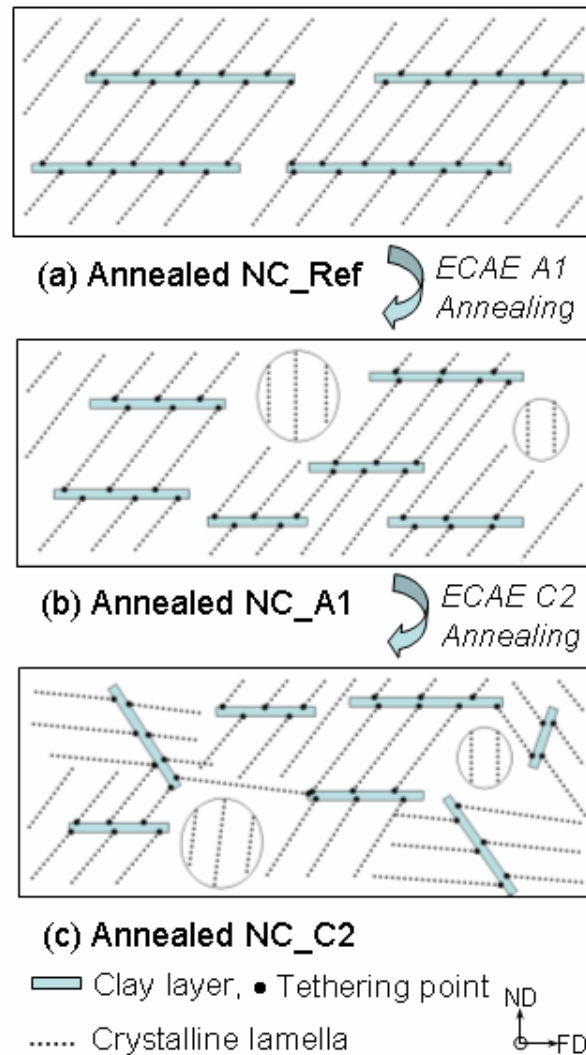 (a) Annealed NC_Ref
ECAE A1
Annealing
(b) Annealed NC_A1
ECAE C2
Annealing
(c) Annealed NC_C2
Clay layer, • Tethering point
Crystalline lamella
ND
FD